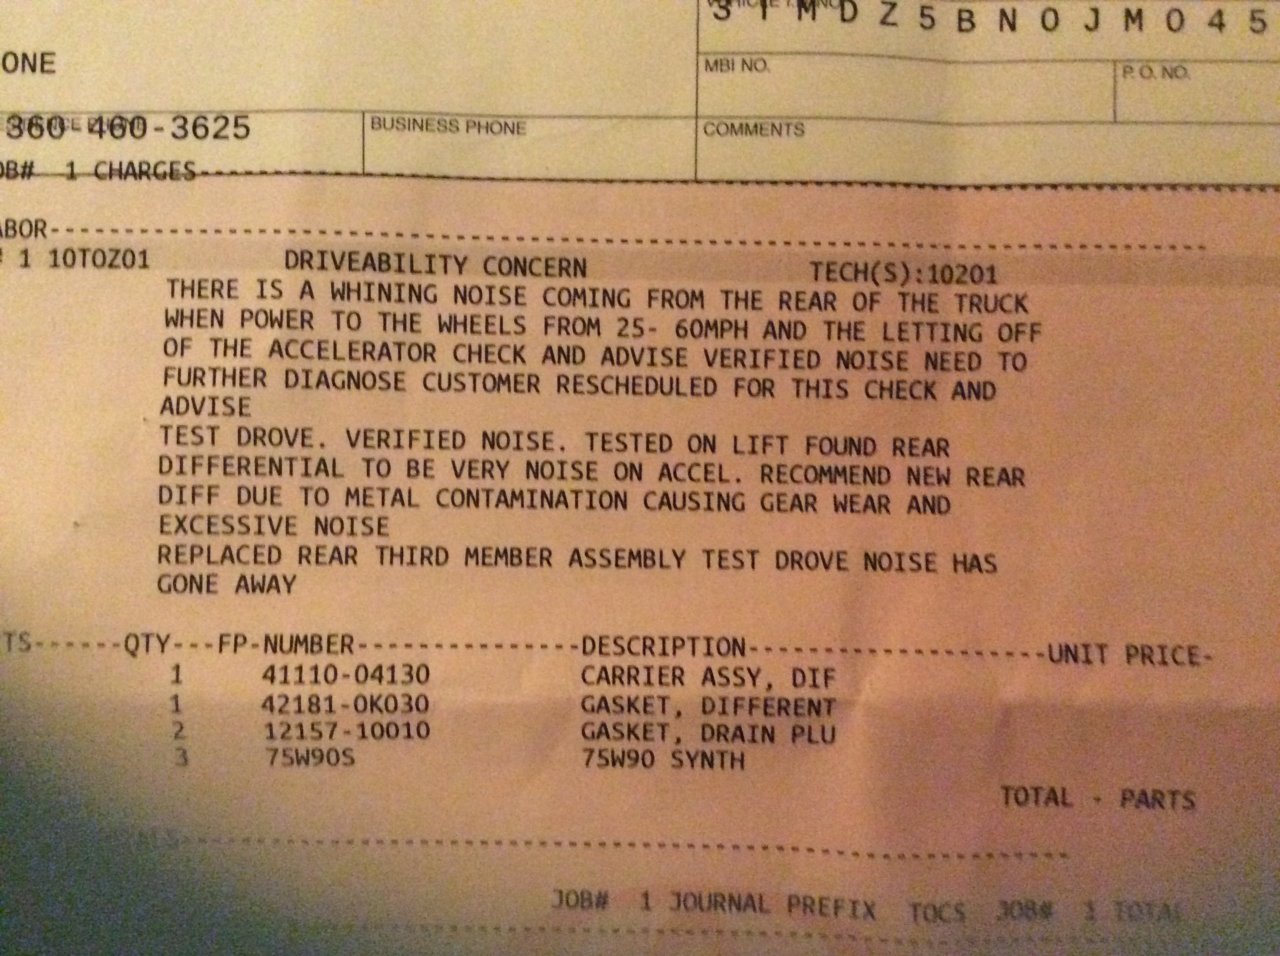 3 T M D Z 5 B N 0 J M 0 4 5
ONE
MBI NO.
P. O. NO.
360-460-3625
BUSINESS PHONE
COMMENTS
OB# 1 CHARGES
ABOR
# 1 10TOZ01 DRIVEABILITY CONCERN TECH(S):10201
THERE IS A WHINING NOISE COMING FROM THE REAR OF THE TRUCK
WHEN POWER TO THE WHEELS FROM 25- 60MPH AND THE LETTING OFF
OF THE ACCELERATOR CHECK AND ADVISE VERIFIED NOISE NEED TO
FURTHER DIAGNOSE CUSTOMER RESCHEDULED FOR THIS CHECK AND
ADVISE
TEST DROVE. VERIFIED NOISE. TESTED ON LIFT FOUND REAR
DIFFERENTIAL TO BE VERY NOISE ON ACCEL. RECOMMEND NEW REAR
DIFF DUE TO METAL CONTAMINATION CAUSING GEAR WEAR AND
EXCESSIVE NOISE
REPLACED REAR THIRD MEMBER ASSEMBLY TEST DROVE NOISE HAS
GONE AWAY
TS------QTY---FP-NUMBER---------------DESCRIPTION--------------------UNIT PRICE-
1 41110-04130 CARRIER ASSY, DIF
1 42181-0K030 GASKET, DIFFERENT
2 12157-10010 GASKET, DRAIN PLU
3 75W90S 75W90 SYNTH
TOTAL - PARTS
JOB# 1 JOURNAL PREFIX TOCS JOB# 1 TOTAL